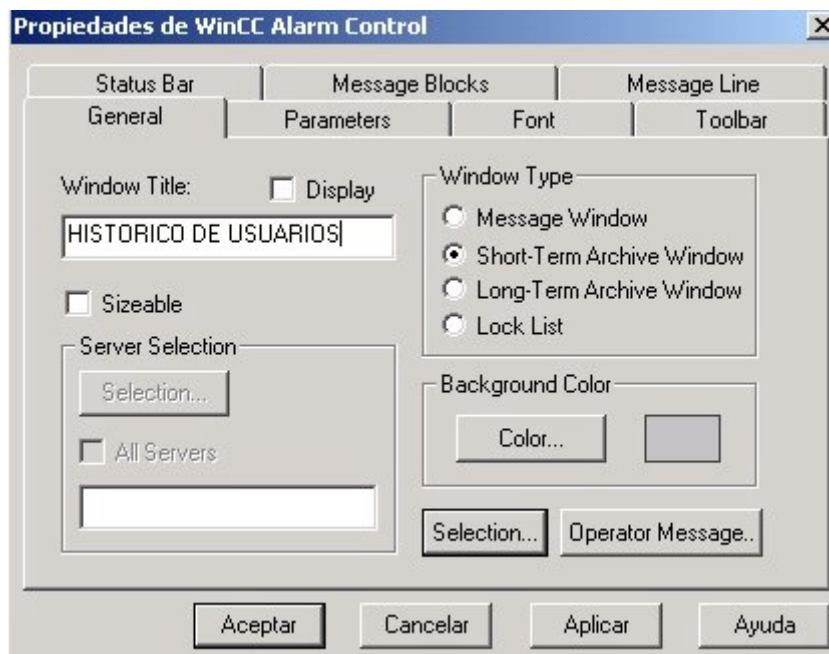 Propiedades de WinCC Alarm Control
Status Bar
Message Blocks
Message Line
General
Parameters
Font
Toolbar
Window Title:
Display
HISTORICO DE USUARIOS
Sizeable
Server Selection
Selection...
All Servers
Window Type
Message Window
Short-Term Archive Window
Long-Term Archive Window
Lock List
Background Color
Color...
Selection...
Operator Message..
Aceptar
Cancelar
Aplicar
Ayuda